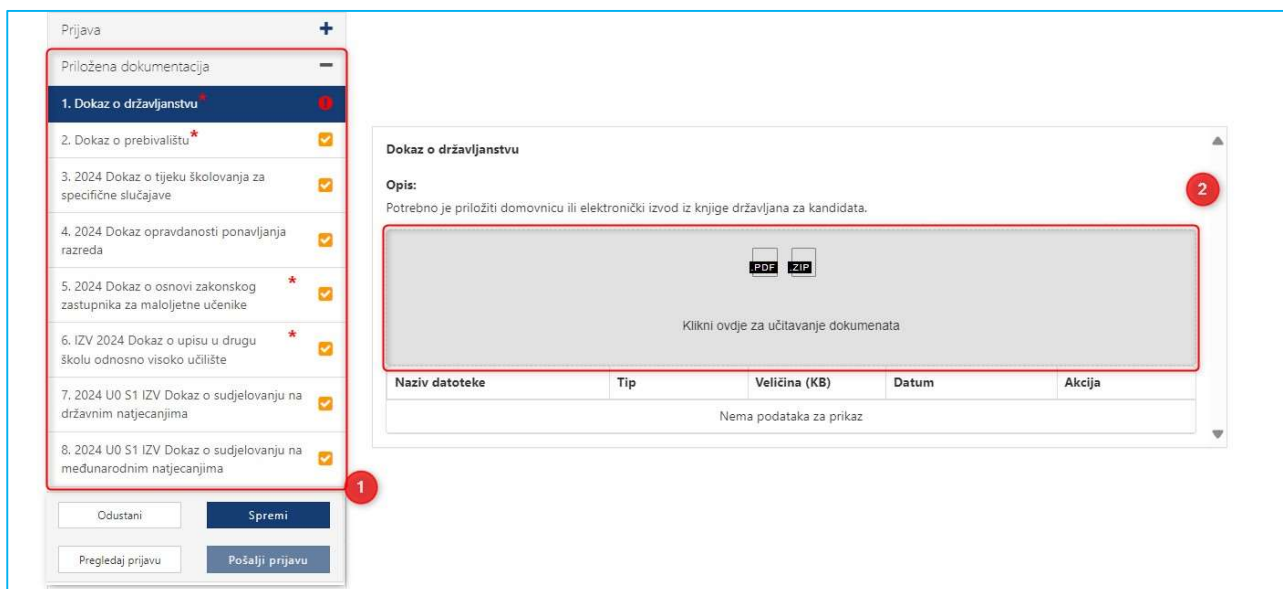 Prijava
Priložena dokumentacija
1. Dokaz o državljanstvu*
2. Dokaz o prebivalištu*
3. 2024 Dokaz o tijeku školovanja za
specifične slučajave
4. 2024 Dokaz opravdanosti ponavljanja
razreda
5. 2024 Dokaz o osnovi zakonskog *
zastupnika za maloljetne učenike
6. IZV 2024 Dokaz o upisu u drugu *
školu odnosno visoko učilište
7. 2024 U0 S1 IZV Dokaz o sudjelovanju na
državnim natjecanjima
8. 2024 U0 S1 IZV Dokaz o sudjelovanju na
međunarodnim natjecanjima
1
Odustani Spremi
Pregledaj prijavu Pošalji prijavu
Dokaz o državljanstvu
Opis:
2
Potrebno je priložiti domovnicu ili elektronički izvod iz knjige državljana za kandidata.
.PDF .ZIP
Klikni ovdje za učitavanje dokumenata
Naziv datoteke Tip Veličina (KB) Datum Akcija
Nema podataka za prikaz